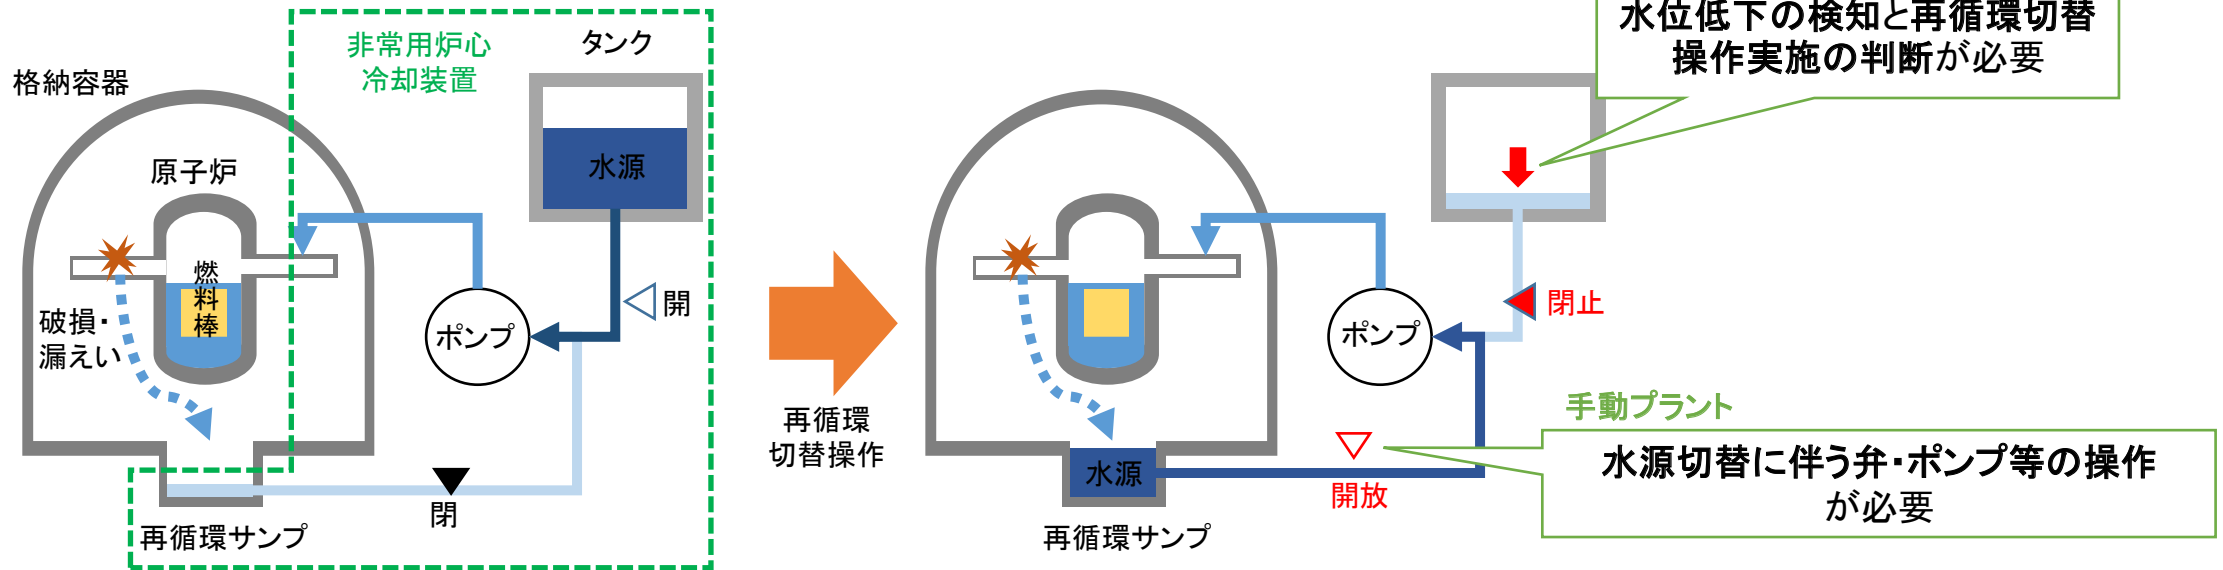 非常用炉心
冷却装置
タンク
格納容器
水源
原子炉
燃料棒
破損・
漏えい
ポンプ
開
閉
再循環サンプ
再循環
切替操作
水位低下の検知と再循環切替
操作実施の判断が必要
ポンプ
閉止
手動プラント
水源切替に伴う弁・ポンプ等の操作
が必要
水源
開放
再循環サンプ